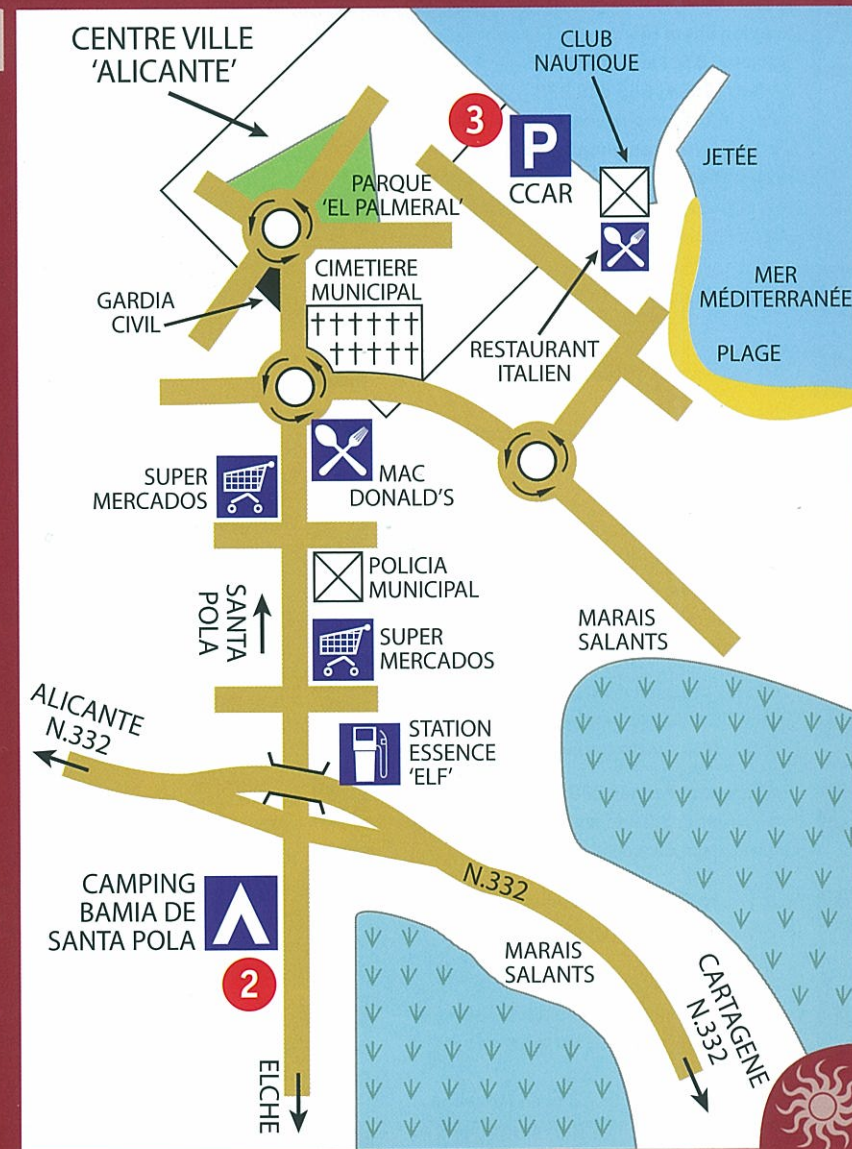 CENTRE VILLE
'ALICANTE'
CLUB
NAUTIQUE
3
P
CCAR
JETÉE
PARQUE
'EL PALMERAL'
MER
MÉDITERRANÉE
GARDIA
CIVIL
CIMETIERE
MUNICIPAL
RESTAURANT
ITALIEN
PLAGE
SUPER
MERCADOS
MAC
DONALD'S
POLICIA
MUNICIPAL
SANTA
POLA
SUPER
MERCADOS
MARAIS
SALANTS
ALICANTE
N.332
STATION
ESSENCE
'ELF'
N.332
CAMPING
BAMIA DE
SANTA POLA
2
MARAIS
SALANTS
CARTAGENE
N.332
ELCHE